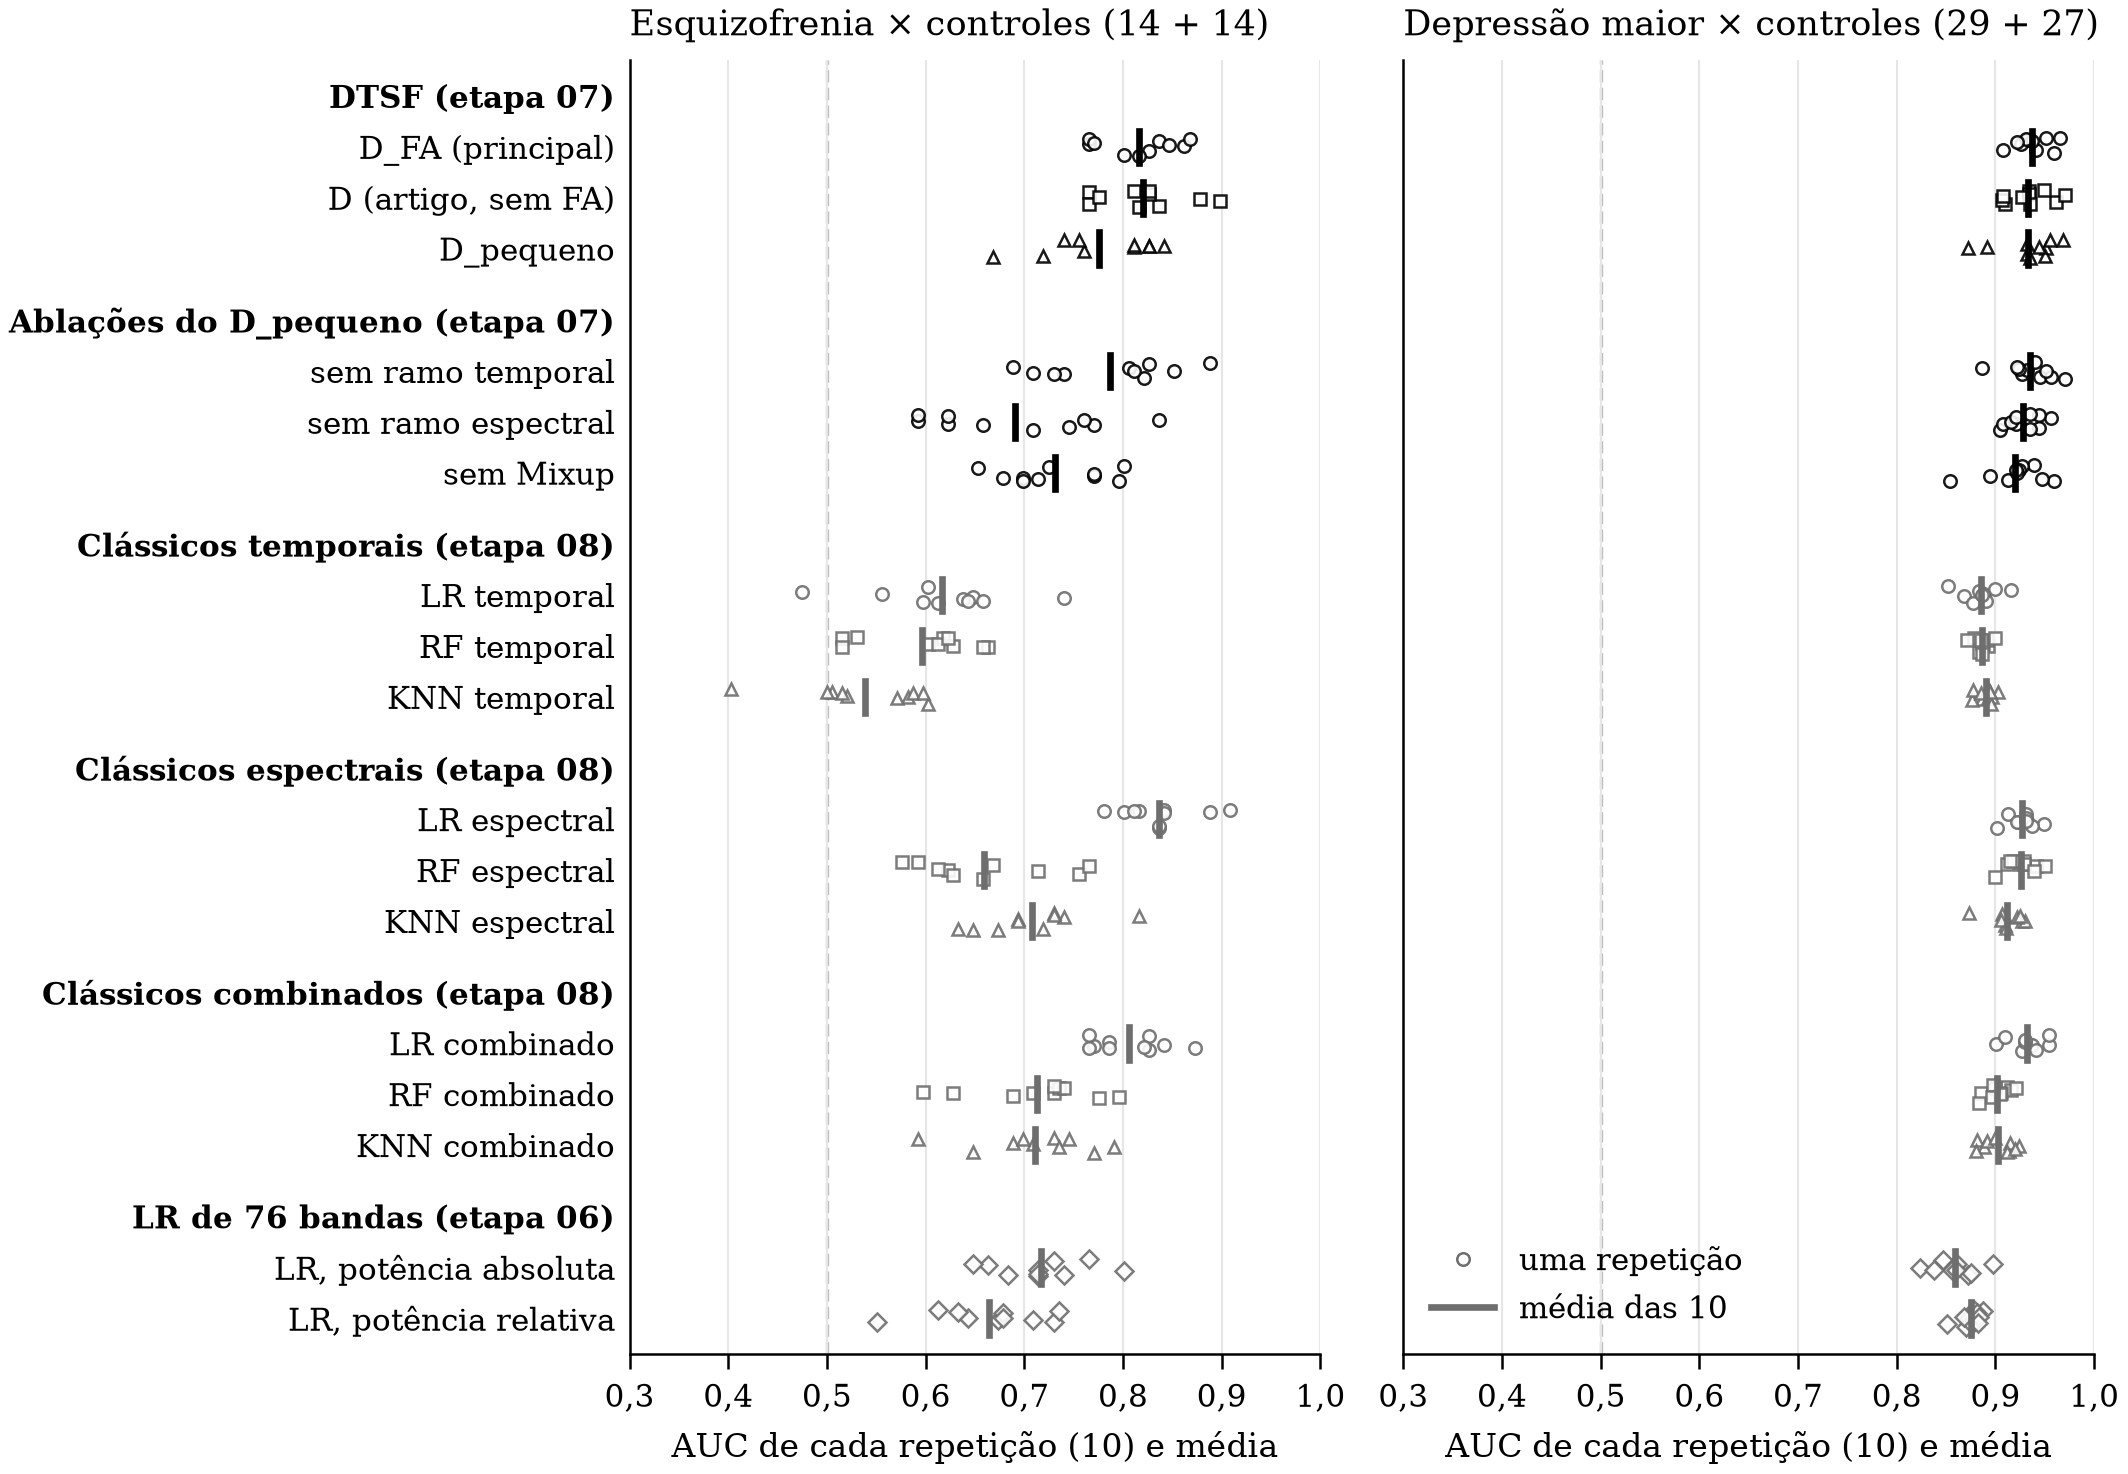 Esquizofrenia × controles (14 + 14)
Depressão maior × controles (29 + 27)
DTSF (etapa 07)
D_FA (principal)
D (artigo, sem FA)
D_pequeno
Ablações do D_pequeno (etapa 07)
sem ramo temporal
sem ramo espectral
sem Mixup
Clássicos temporais (etapa 08)
LR temporal
RF temporal
KNN temporal
Clássicos espectrais (etapa 08)
LR espectral
RF espectral
KNN espectral
Clássicos combinados (etapa 08)
LR combinado
RF combinado
KNN combinado
LR de 76 bandas (etapa 06)
LR, potência absoluta
LR, potência relativa
uma repetição
média das 10
0,3 0,4 0,5 0,6 0,7 0,8 0,9 1,0
0,3 0,4 0,5 0,6 0,7 0,8 0,9 1,0
AUC de cada repetição (10) e média
AUC de cada repetição (10) e média